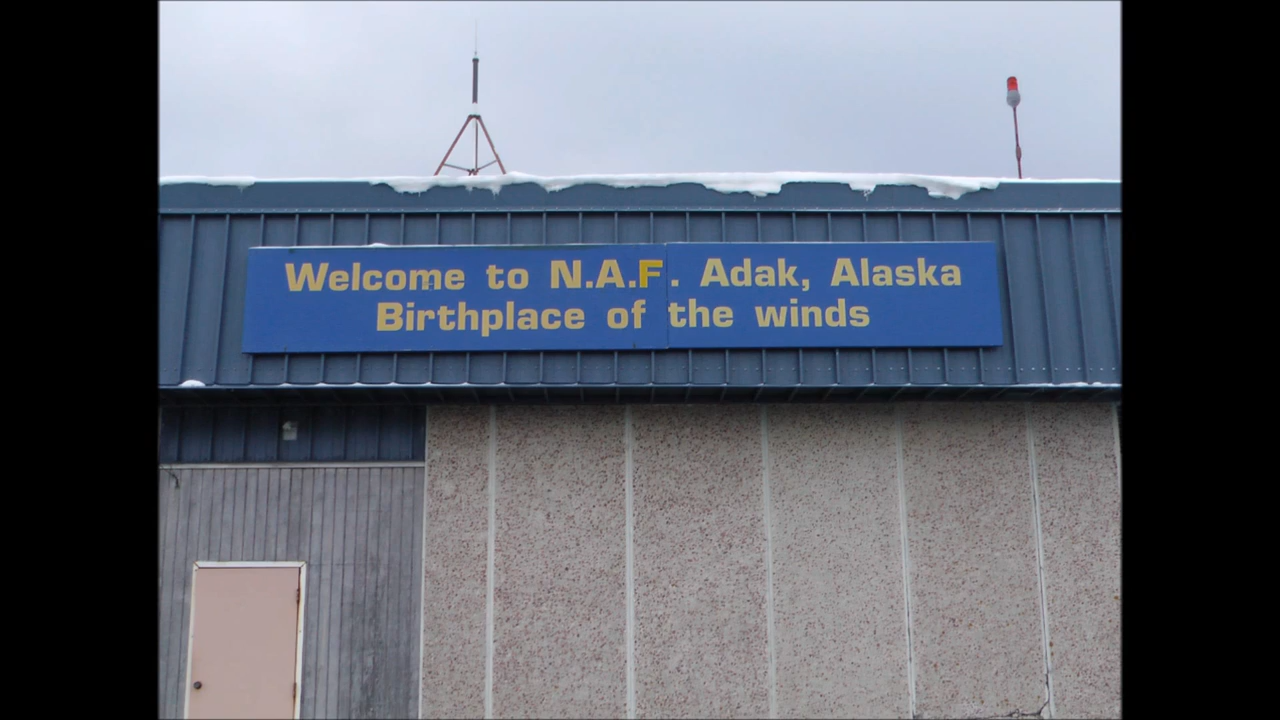 Welcome to N.A.F. Adak, Alaska
Birthplace of the winds